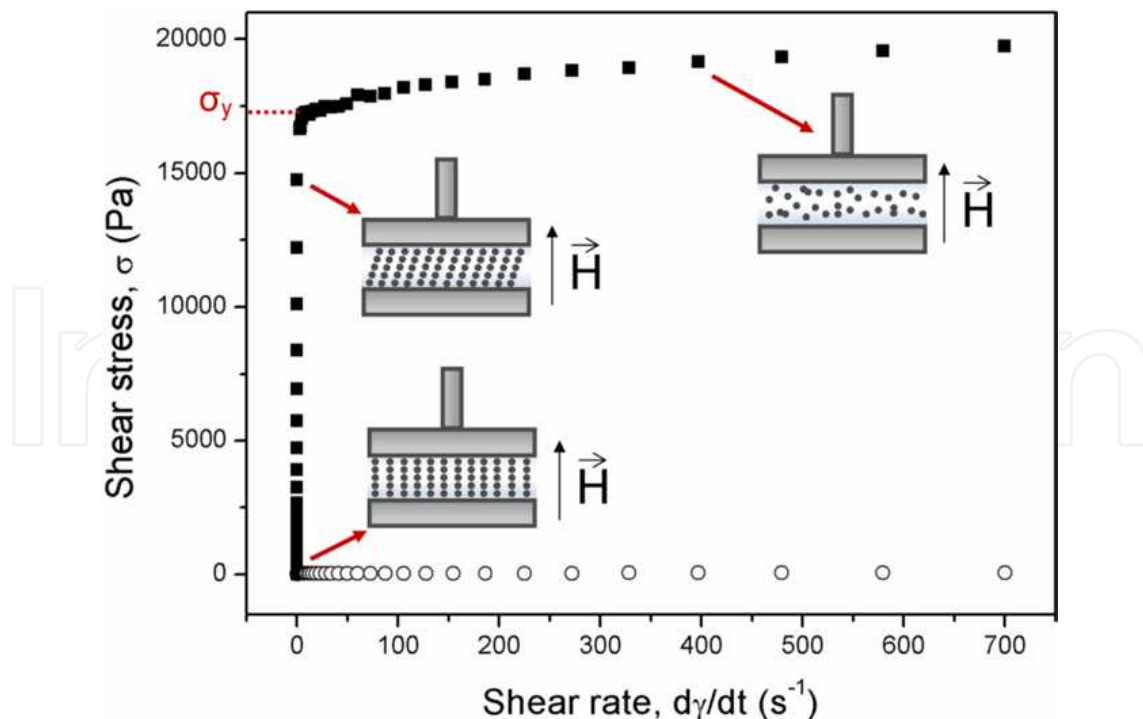 20000
σy
15000
10000
5000
0
Shear stress, σ (Pa)
H
H
H
0 100 200 300 400 500 600 700
Shear rate, dγ/dt (s⁻¹)